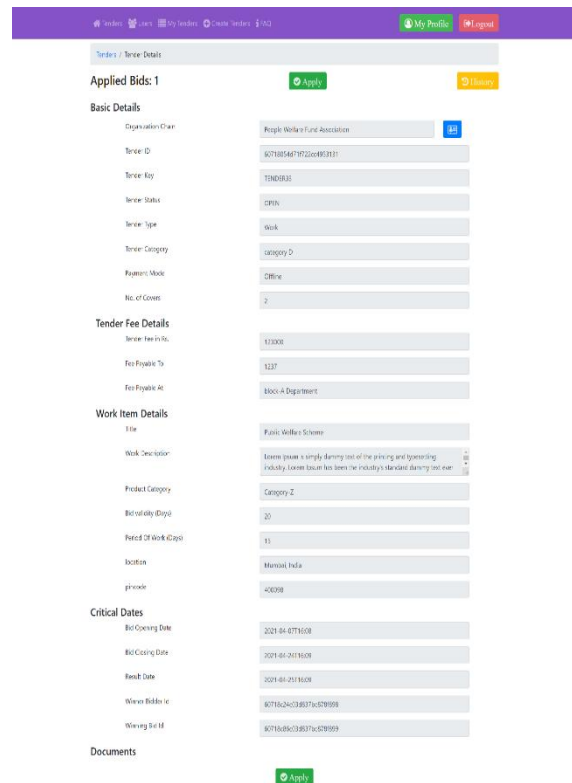 Tenders Users My Tenders Create Tenders FAQ My Profile Logout
Tenders / Tender Details
Applied Bids: 1 Apply History
Basic Details
Organization Chain People Welfare Fund Association
Tender ID
Tender Key
Tender Status OPEN
Tender Type Work
Tender Category category D
Payment Mode Offline
No. of Covers 2
Tender Fee Details
Tender Fee in Rs. 123000
Fee Payable To 1237
Fee Payable At block-A Department
Work Item Details
Title Public Welfare Scheme
Work Description Lorem Ipsum is simply dummy text of the printing and typesetting
industry. Lorem Ipsum has been the industry's standard dummy text ever
Product Category Category-Z
Bid validity (Days) 20
Period Of Work (Days) 15
location Mumbai, India
pincode
Critical Dates
Bid Opening Date 2021-04-07T16:08
Bid Closing Date 2021-04-24T16:09
Result Date 2021-04-25T16:09
Winner Bidder Id
Winning Bid Id
Documents
Apply